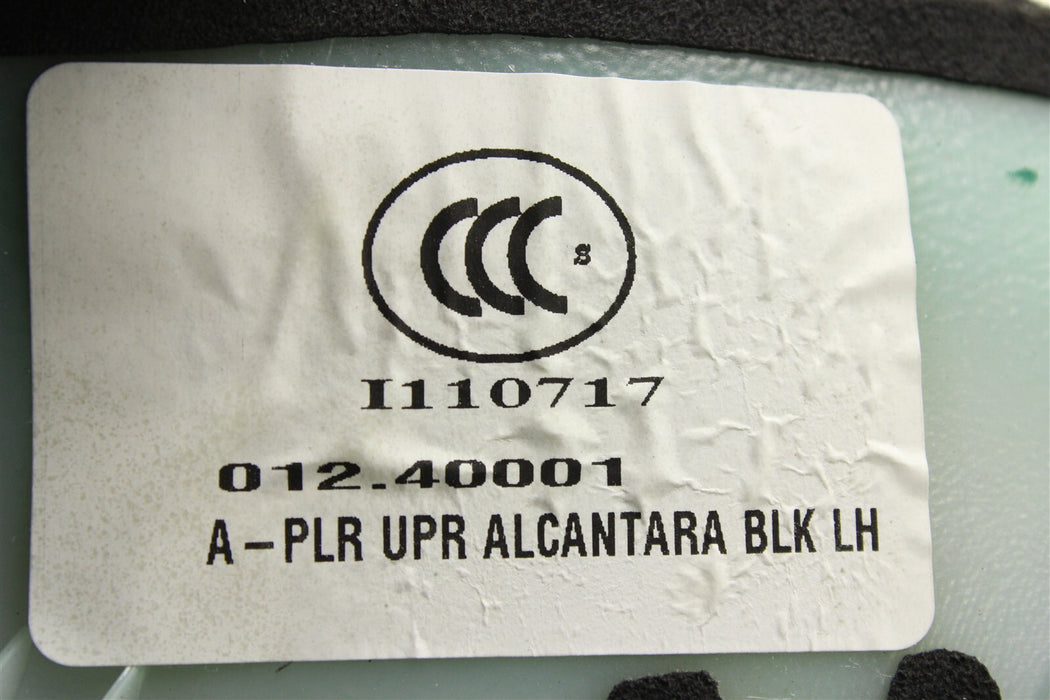 CCC S
I110717
012.40001
A-PLR UPR ALCANTARA BLK LH